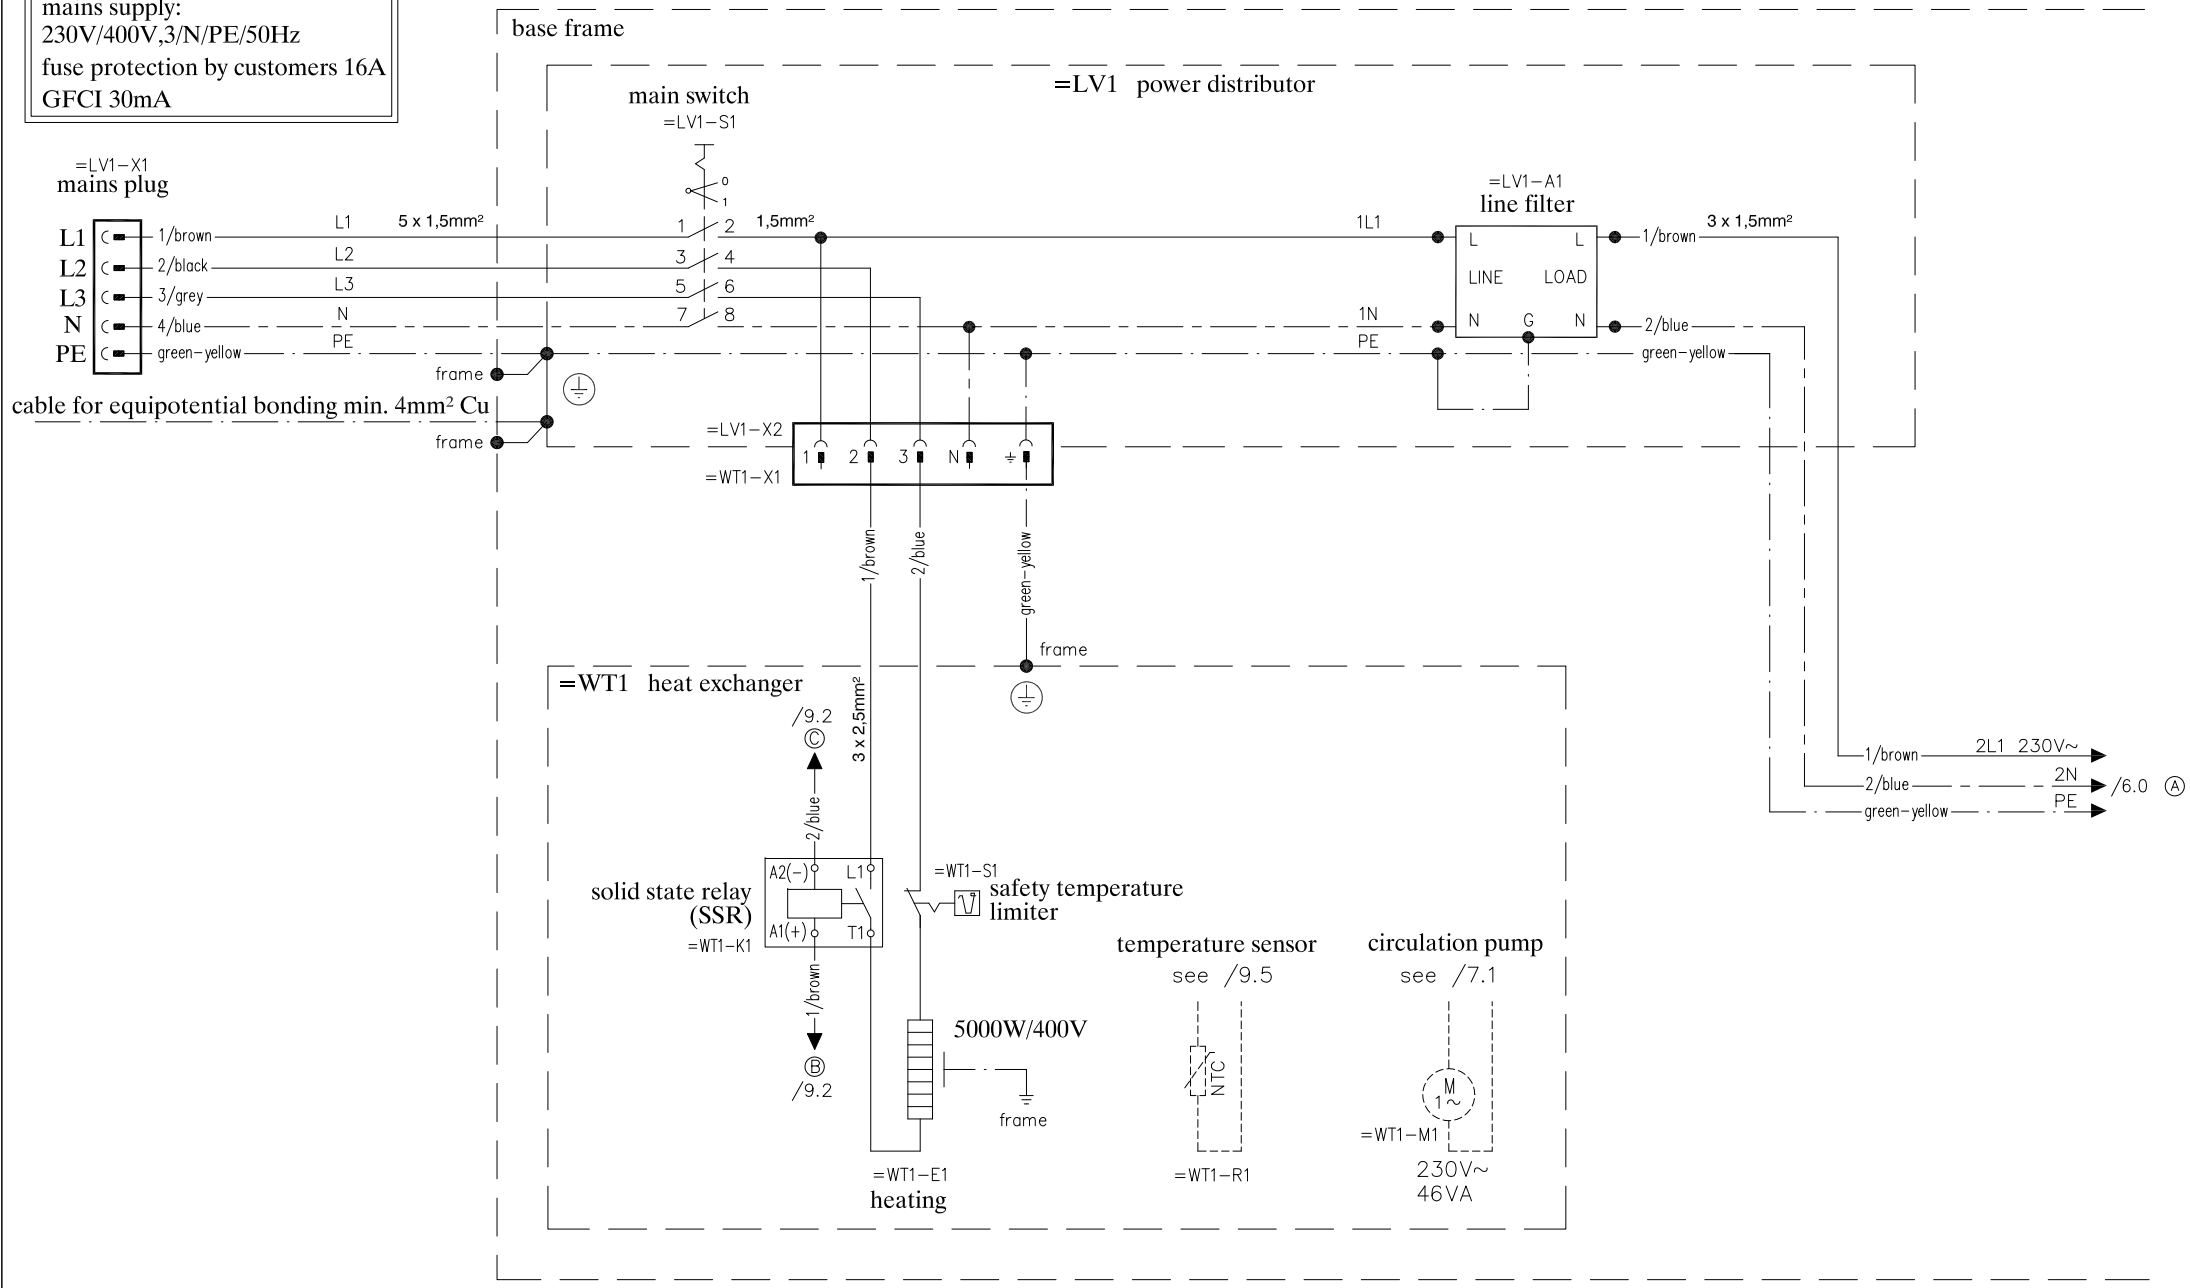 mains supply:
230V/400V,3/N/PE/50Hz
fuse protection by customers 16A
GFCI 30mA
base frame
=LV1 power distributor
main switch
=LV1-S1
0
1
=LV1-X1
mains plug
=LV1-A1
line filter
L1 1/brown L1 5 x 1,5mm² 1 2 1,5mm² 1L1 L L 1/brown 3 x 1,5mm²
L2 2/black L2 3 4
LINE LOAD
L3 3/grey L3 5 6
N 4/blue N 7 8 1N N G N 2/blue
PE green-yellow PE PE green-yellow
frame
cable for equipotential bonding min. 4mm² Cu
frame
=LV1-X2
1 2 3 N
=WT1-X1
1/brown
2/blue
green-yellow
frame
=WT1 heat exchanger
3 x 2,5mm²
/9.2
C
2/blue
1/brown 2L1 230V~
2/blue 2N /6.0 A
green-yellow PE
solid state relay
(SSR)
=WT1-K1
A2(-) L1
A1(+) T1
=WT1-S1
safety temperature
limiter
1/brown
B
/9.2
5000W/400V
frame
=WT1-E1
heating
temperature sensor
see /9.5
NTC
=WT1-R1
circulation pump
see /7.1
M
1~
=WT1-M1
230V~
46VA